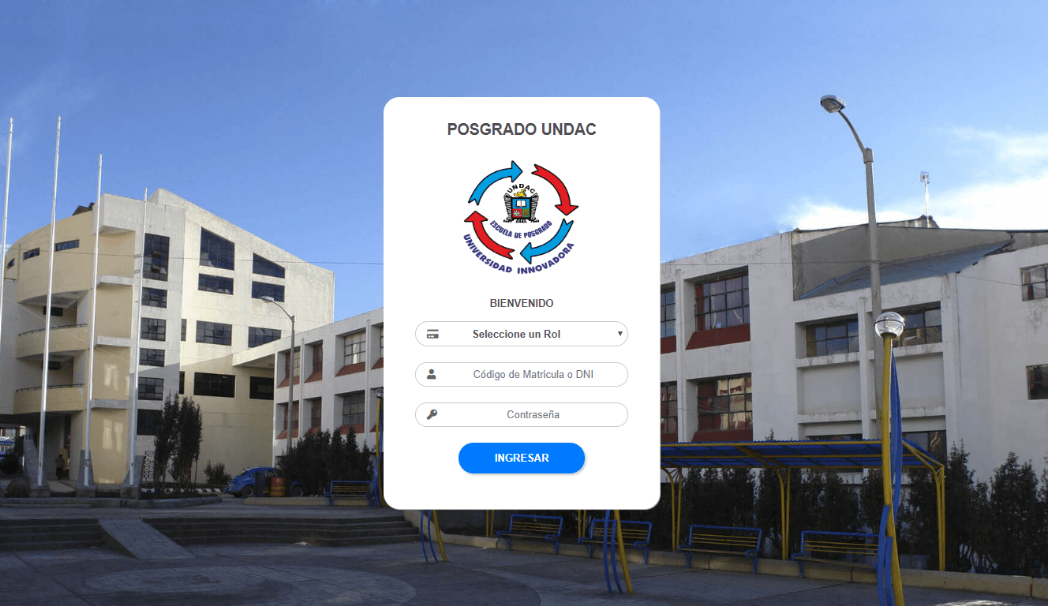 POSGRADO UNDAC
UNDAC
ESCUELA DE POSGRADO
UNIVERSIDAD INNOVADORA
BIENVENIDO
Seleccione un Rol
Código de Matricula o DNI
Contraseña
INGRESAR